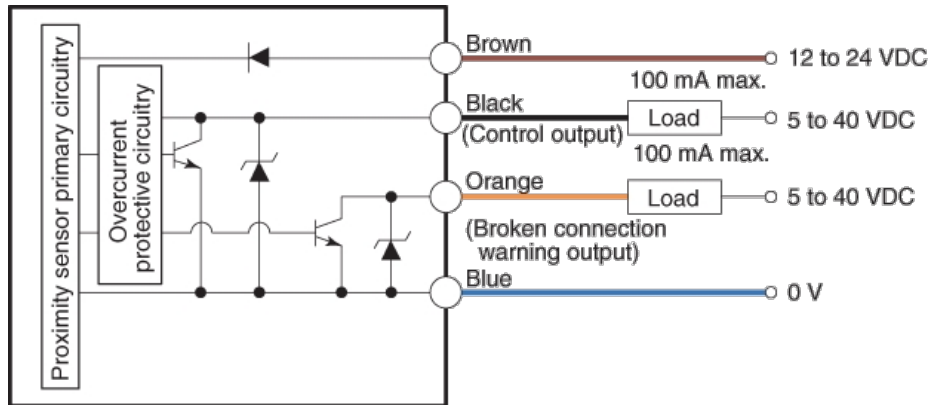 Proximity sensor primary circuitry
Overcurrent
protective circuitry
Brown
12 to 24 VDC
100 mA max.
Black
(Control output)
Load
5 to 40 VDC
100 mA max.
Orange
Load
5 to 40 VDC
(Broken connection
warning output)
Blue
0 V